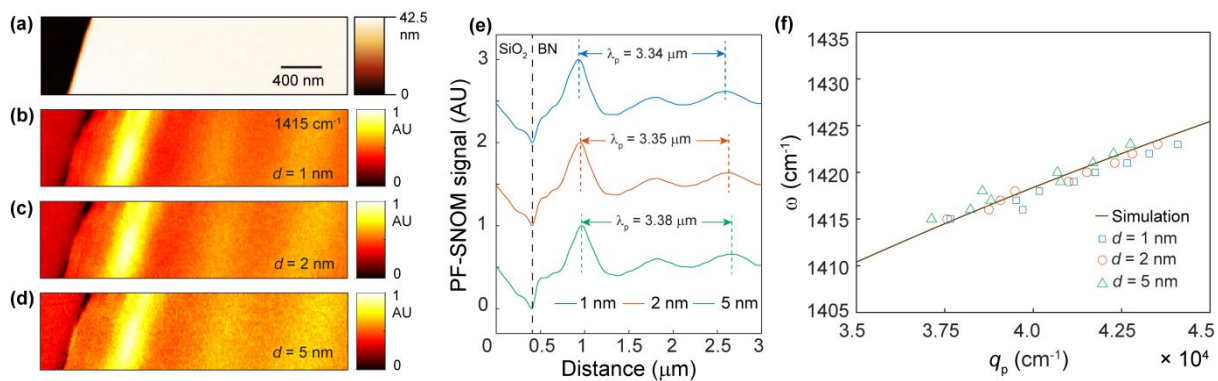 (a)
42.5
nm
400 nm
0
(b)
1415 cm⁻¹
d = 1 nm
1
AU
0
(c)
d = 2 nm
1
AU
0
(d)
d = 5 nm
1
AU
0
(e)
SiO₂ BN
λp = 3.34 μm
λp = 3.35 μm
λp = 3.38 μm
1 nm 2 nm 5 nm
PF-SNOM signal (AU)
3
2
1
0
0 0.5 1 1.5 2 2.5 3
Distance (μm)
(f)
ω (cm⁻¹)
1435
1430
1425
1420
1415
1410
1405
Simulation
d = 1 nm
d = 2 nm
d = 5 nm
3.5 3.75 4.0 4.25 4.5
qp (cm⁻¹) × 10⁴